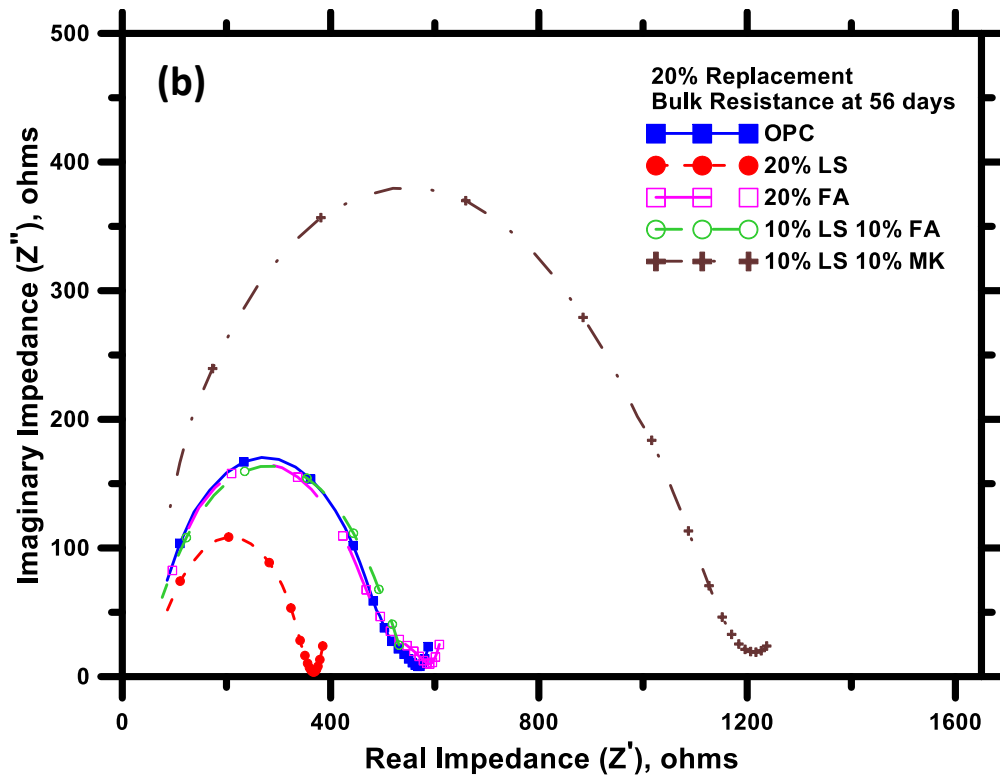 500
400
300
200
100
0
Imaginary Impedance (Z"), ohms
(b)
20% Replacement
Bulk Resistance at 56 days
OPC
20% LS
20% FA
10% LS 10% FA
10% LS 10% MK
0 400 800 1200 1600
Real Impedance (Z'), ohms